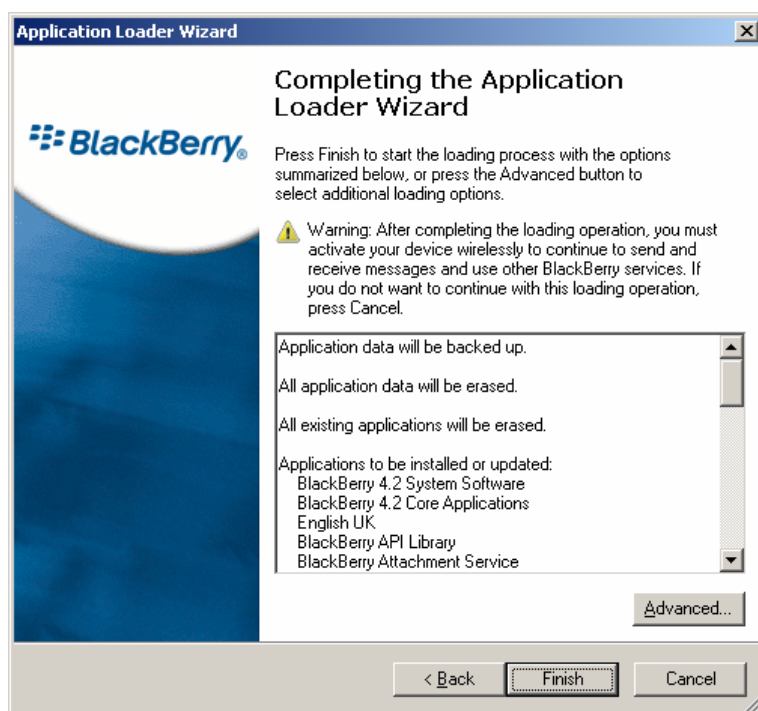 Application Loader Wizard
Completing the Application
Loader Wizard
BlackBerry®
Press Finish to start the loading process with the options
summarized below, or press the Advanced button to
select additional loading options.
Warning: After completing the loading operation, you must
activate your device wirelessly to continue to send and
receive messages and use other BlackBerry services. If
you do not want to continue with this loading operation,
press Cancel.
Application data will be backed up.
All application data will be erased.
All existing applications will be erased.
Applications to be installed or updated:
BlackBerry 4.2 System Software
BlackBerry 4.2 Core Applications
English UK
BlackBerry API Library
BlackBerry Attachment Service
Advanced...
< Back
Finish
Cancel